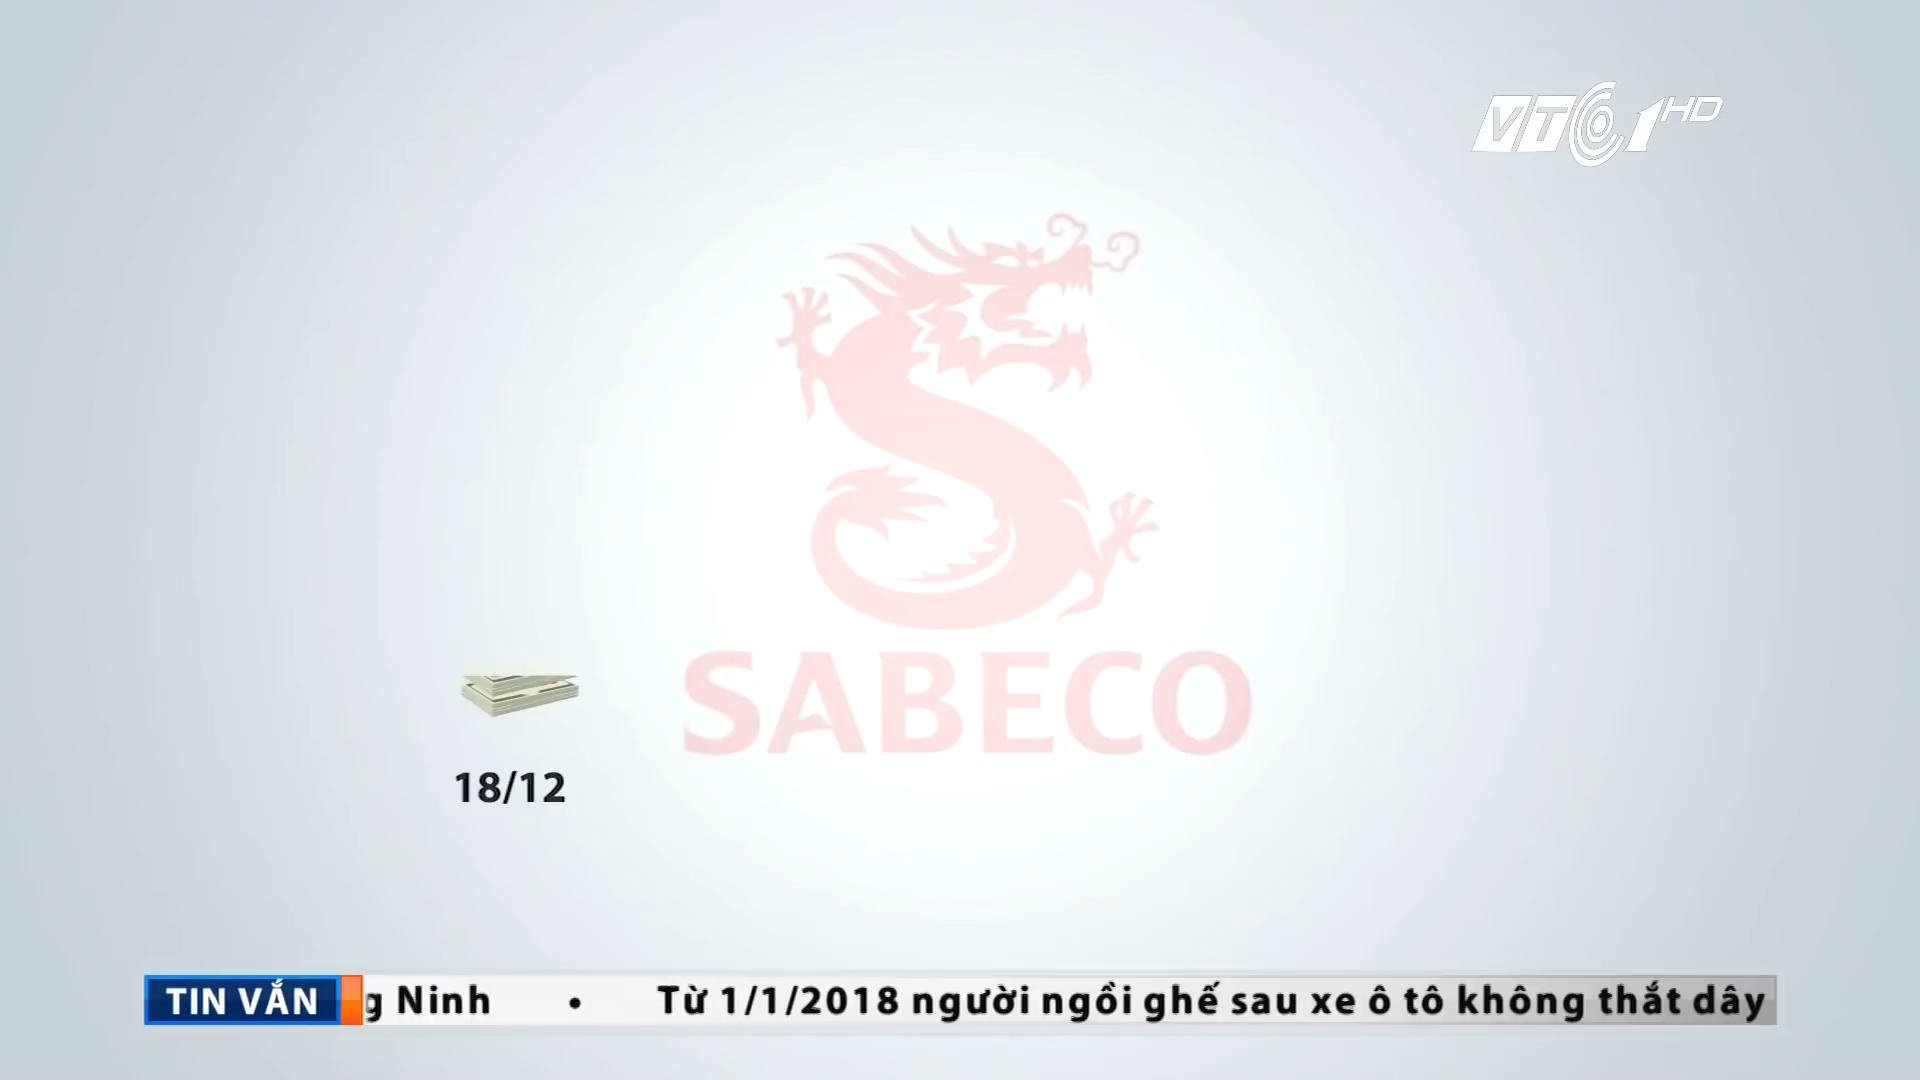 VTC1 HD
SABECO
18/12
TIN VẮN
g Ninh • Từ 1/1/2018 người ngồi ghế sau xe ô tô không thắt dây